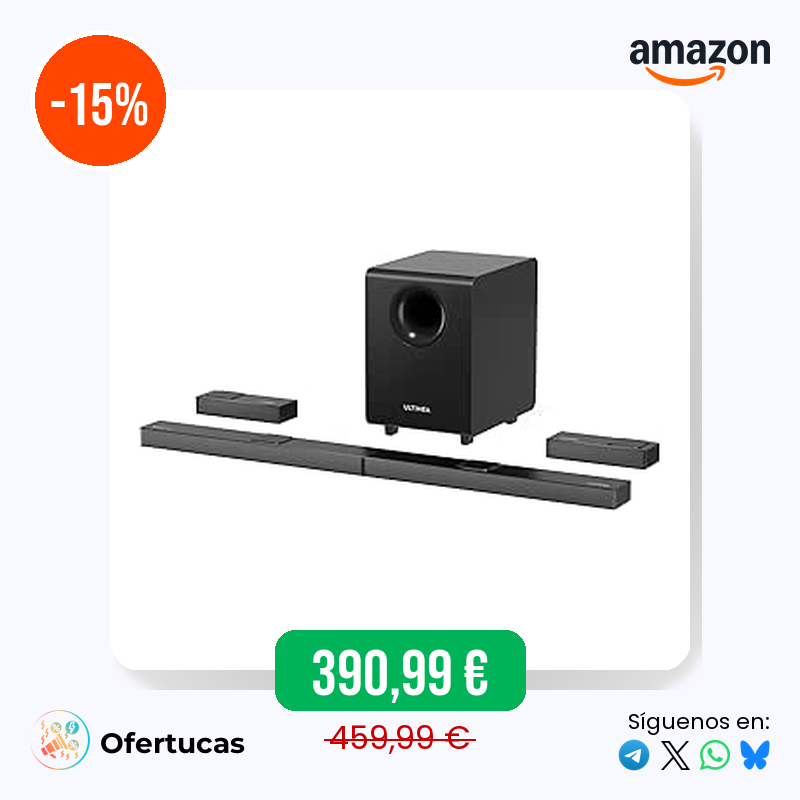 -15%
amazon
ULTIMEA
390,99 €
459,99 €
Ofertucas
Síguenos en: